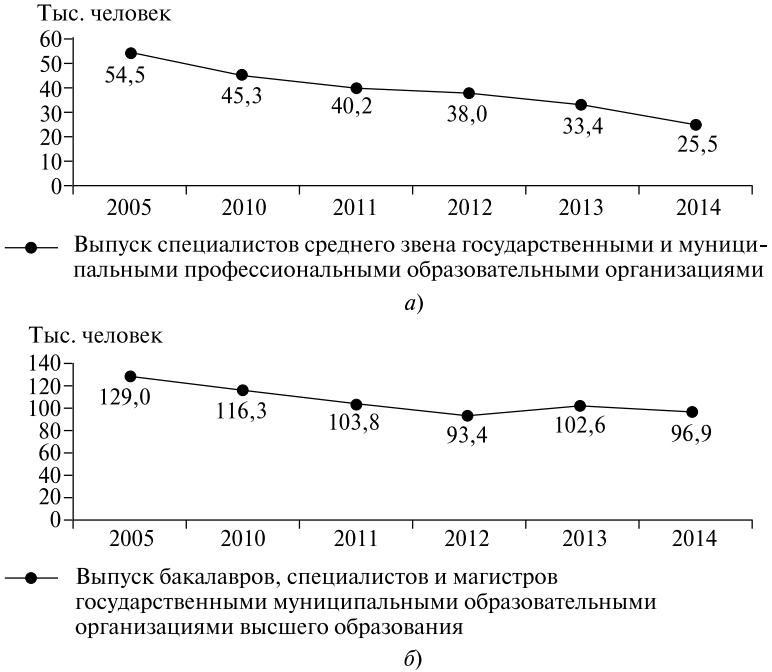 Тыс. человек
60
50
40
30
20
10
0
54,5
45,3
40,2
38,0
33,4
25,5
2005 2010 2011 2012 2013 2014
Выпуск специалистов среднего звена государственными и муници-
пальными профессиональными образовательными организациями
а)
Тыс. человек
140
120
100
80
60
40
20
0
129,0
116,3
103,8
93,4
102,6
96,9
2005 2010 2011 2012 2013 2014
Выпуск бакалавров, специалистов и магистров
государственными муниципальными образовательными
организациями высшего образования
б)